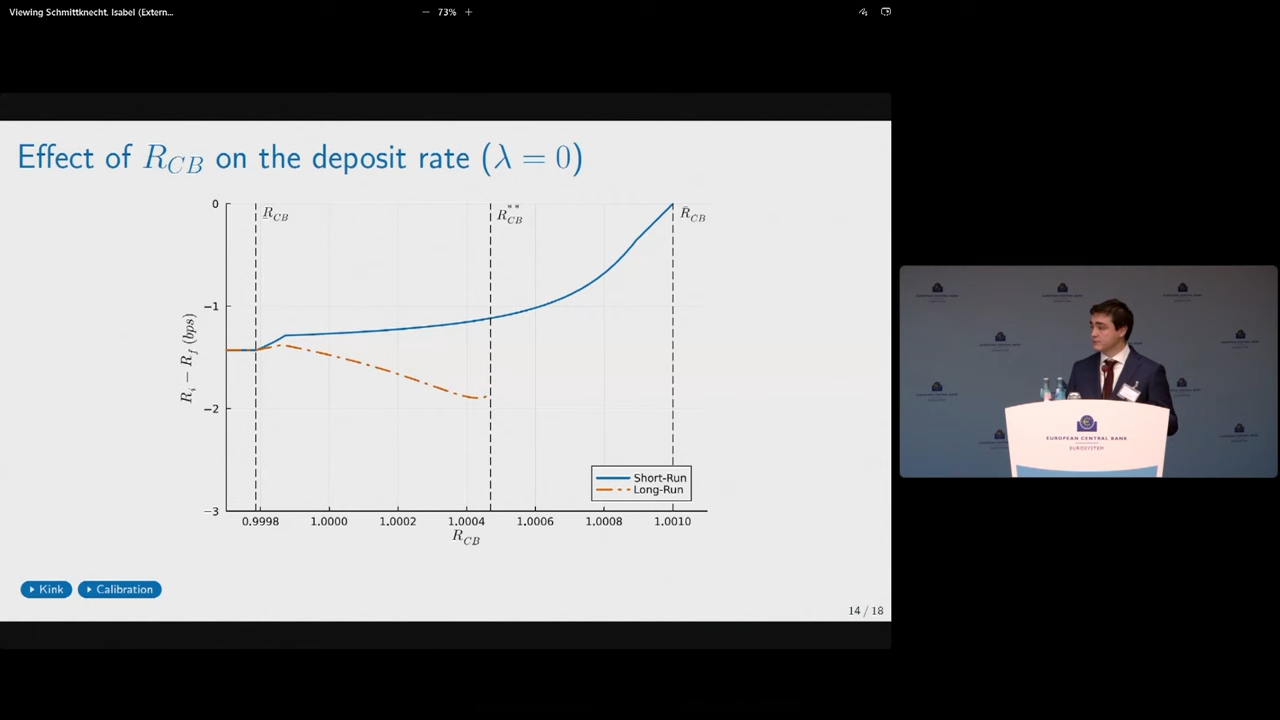 Viewing Schmittknecht. Isabel (Extern...
− 73% +
Effect of R_CB on the deposit rate (λ = 0)
0
R̲_CB
R_CB^**
R̄_CB
−1
R_i − R_f (bps)
−2
Short-Run
Long-Run
−3
0.9998 1.0000 1.0002 1.0004 1.0006 1.0008 1.0010
R_CB
Kink Calibration
14 / 18
EUROPEAN CENTRAL BANK
EUROSYSTEM